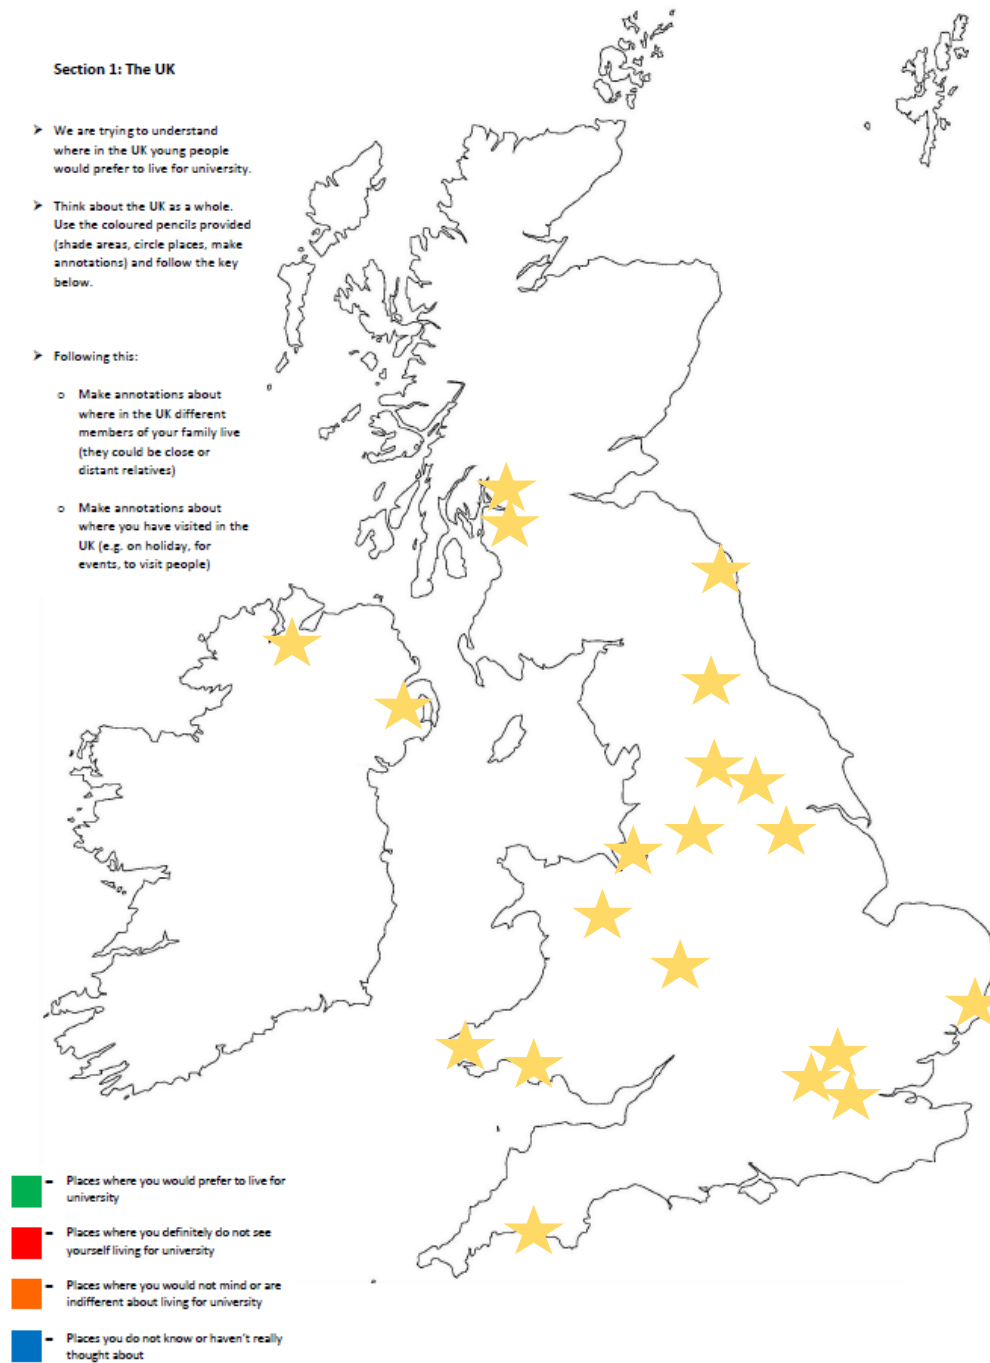 Section 1: The UK
➤ We are trying to understand
where in the UK young people
would prefer to live for university.
➤ Think about the UK as a whole.
Use the coloured pencils provided
(shade areas, circle places, make
annotations) and follow the key
below.
➤ Following this:
o Make annotations about
where in the UK different
members of your family live
(they could be close or
distant relatives)
o Make annotations about
where you have visited in the
UK (e.g. on holiday, for
events, to visit people)
- Places where you would prefer to live for
university
- Places where you definitely do not see
yourself living for university
- Places where you would not mind or are
indifferent about living for university
- Places you do not know or haven't really
thought about